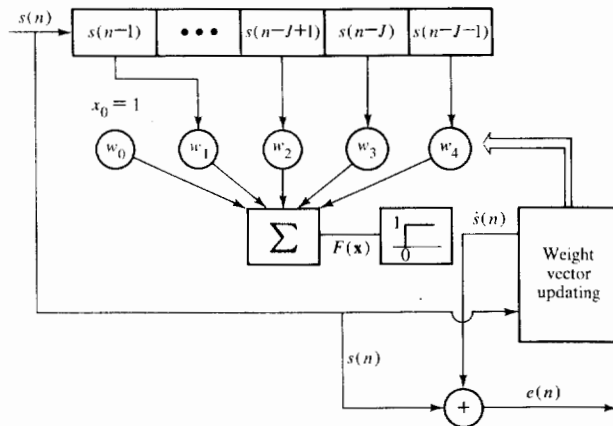 s(n)
s(n−1) ••• s(n−J+1) s(n−J) s(n−J−1)
x₀ = 1
w₀ w₁ w₂ w₃ w₄
Σ
F(x)
1
0
ṡ(n)
Weight
vector
updating
s(n)
+
e(n)